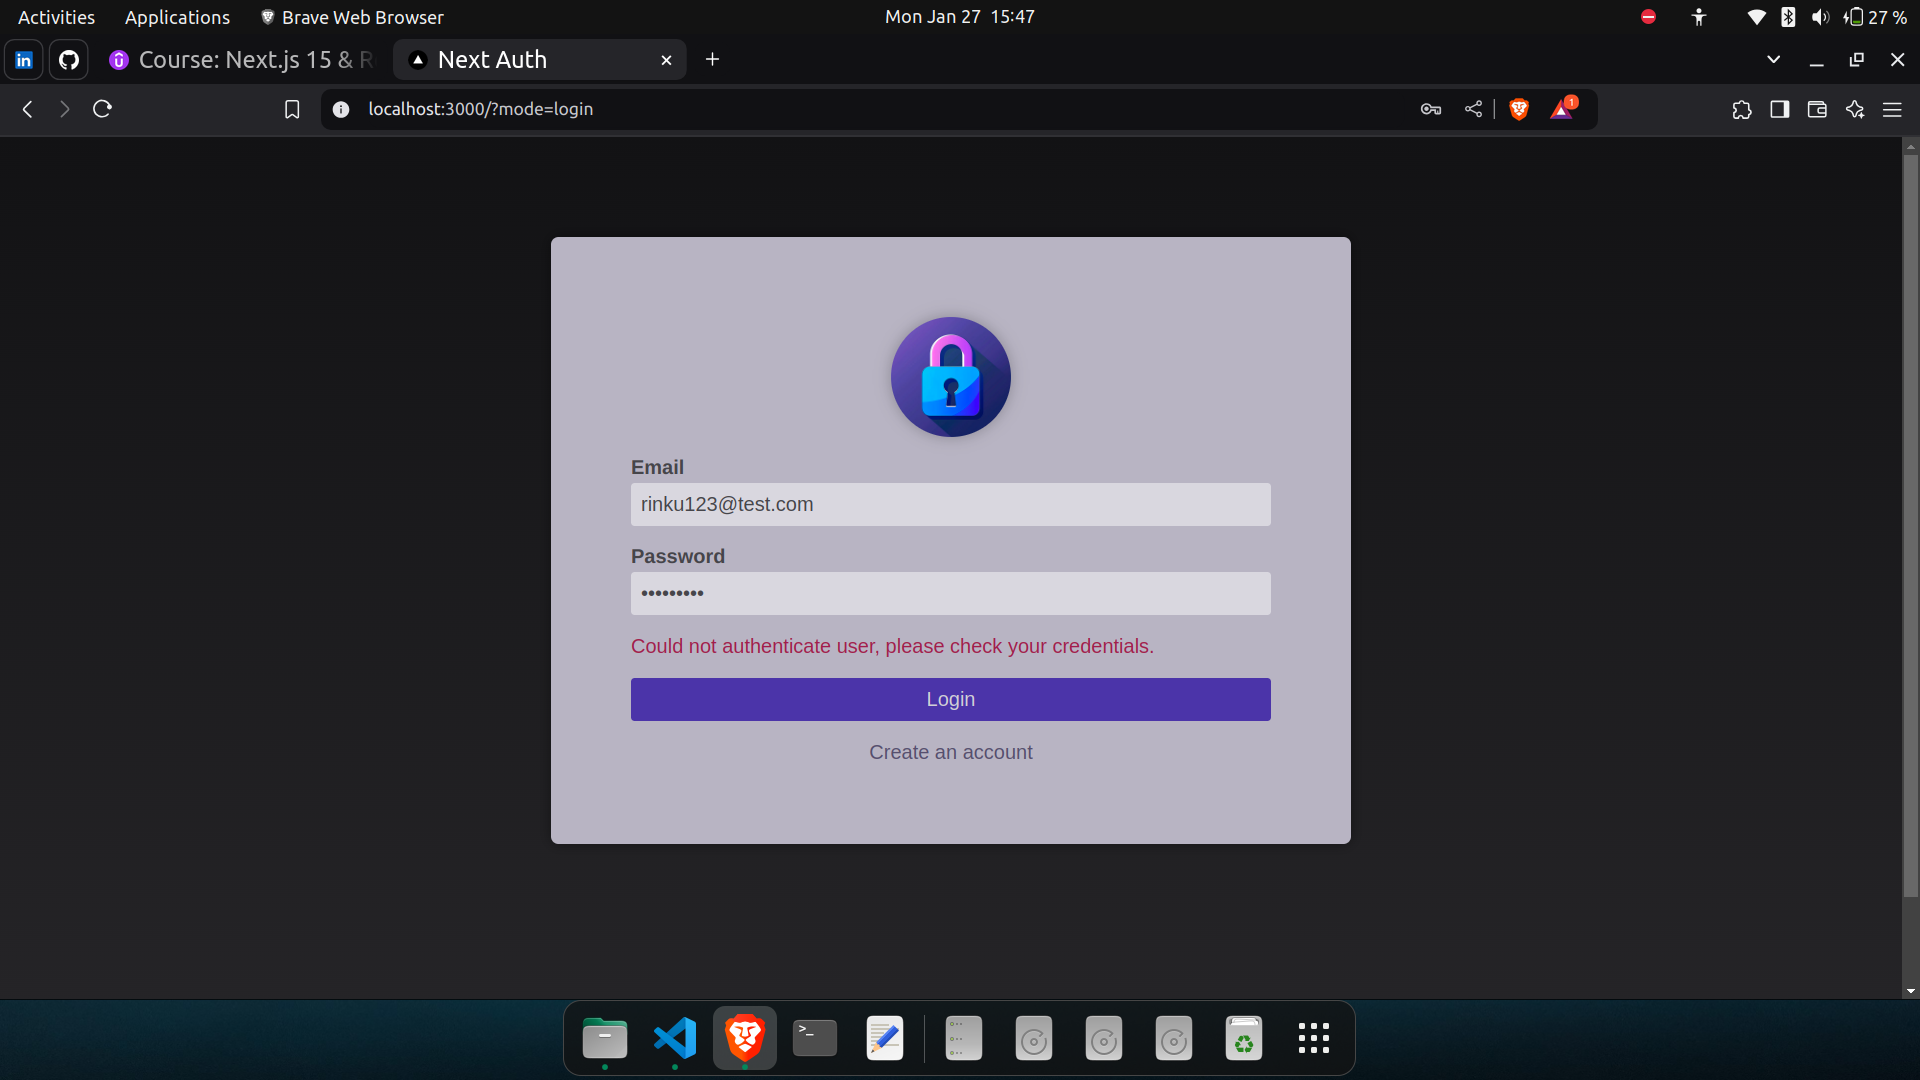 Activities Applications Brave Web Browser Mon Jan 27 15:47 27 %
in Course: Next.js 15 & R Next Auth
localhost:3000/?mode=login 1
Email
rinku123@test.com
Password
•••••••••
Could not authenticate user, please check your credentials.
Login
Create an account
>_